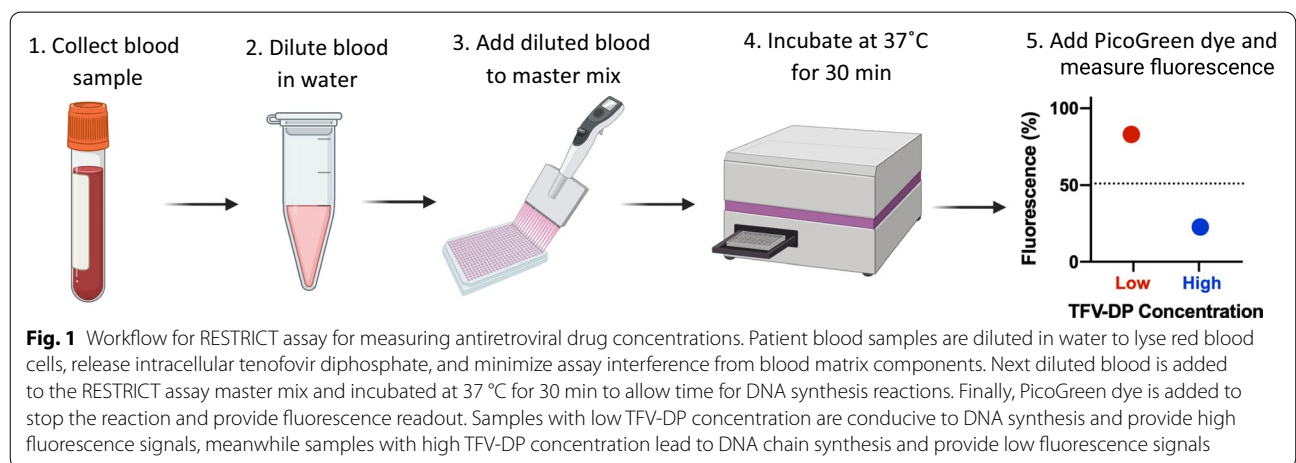 1. Collect blood
sample
2. Dilute blood
in water
3. Add diluted blood
to master mix
4. Incubate at 37˚C
for 30 min
5. Add PicoGreen dye and
measure fluorescence
Fluorescence (%)
100
50
0
Low
High
TFV-DP Concentration
Fig. 1 Workflow for RESTRICT assay for measuring antiretroviral drug concentrations. Patient blood samples are diluted in water to lyse red blood
cells, release intracellular tenofovir diphosphate, and minimize assay interference from blood matrix components. Next diluted blood is added
to the RESTRICT assay master mix and incubated at 37 °C for 30 min to allow time for DNA synthesis reactions. Finally, PicoGreen dye is added to
stop the reaction and provide fluorescence readout. Samples with low TFV-DP concentration are conducive to DNA synthesis and provide high
fluorescence signals, meanwhile samples with high TFV-DP concentration lead to DNA chain synthesis and provide low fluorescence signals